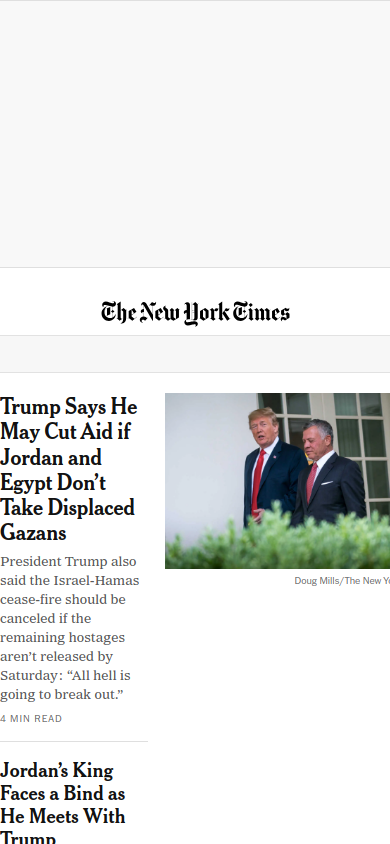 The New York Times
Trump Says He
May Cut Aid if
Jordan and
Egypt Don’t
Take Displaced
Gazans
President Trump also
said the Israel-Hamas
cease-fire should be
canceled if the
remaining hostages
aren’t released by
Saturday: “All hell is
going to break out.”
4 MIN READ
Doug Mills/The New Yo
Jordan’s King
Faces a Bind as
He Meets With
Trump